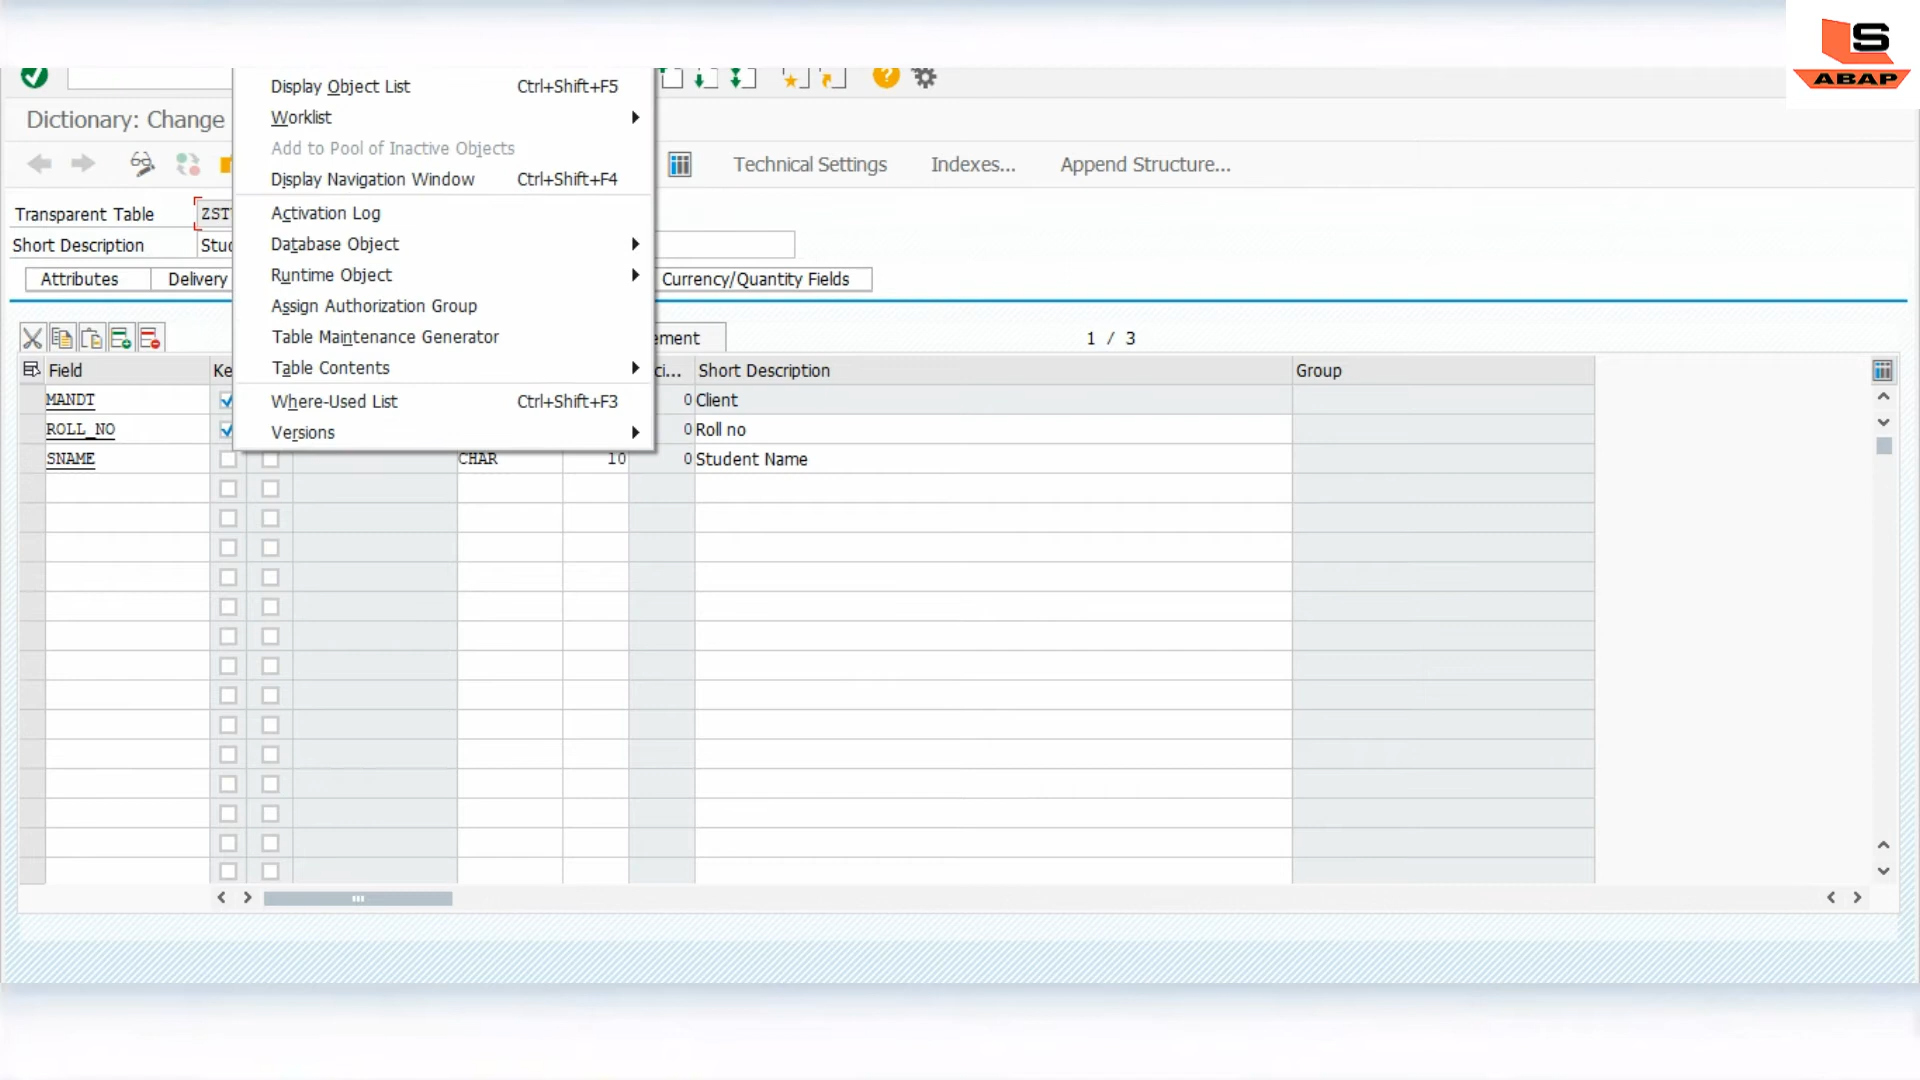 S
ABAP
Display Object List Ctrl+Shift+F5
Worklist
Add to Pool of Inactive Objects
Display Navigation Window Ctrl+Shift+F4
Activation Log
Database Object
Runtime Object
Assign Authorization Group
Table Maintenance Generator
Table Contents
Where-Used List Ctrl+Shift+F3
Versions
Dictionary: Change
Technical Settings Indexes... Append Structure...
Transparent Table ZST
Short Description Stud
Attributes Delivery Currency/Quantity Fields
ement 1 / 3
Field Ke ci... Short Description Group
MANDT 0 Client
ROLL_NO 0 Roll no
SNAME CHAR 10 0 Student Name